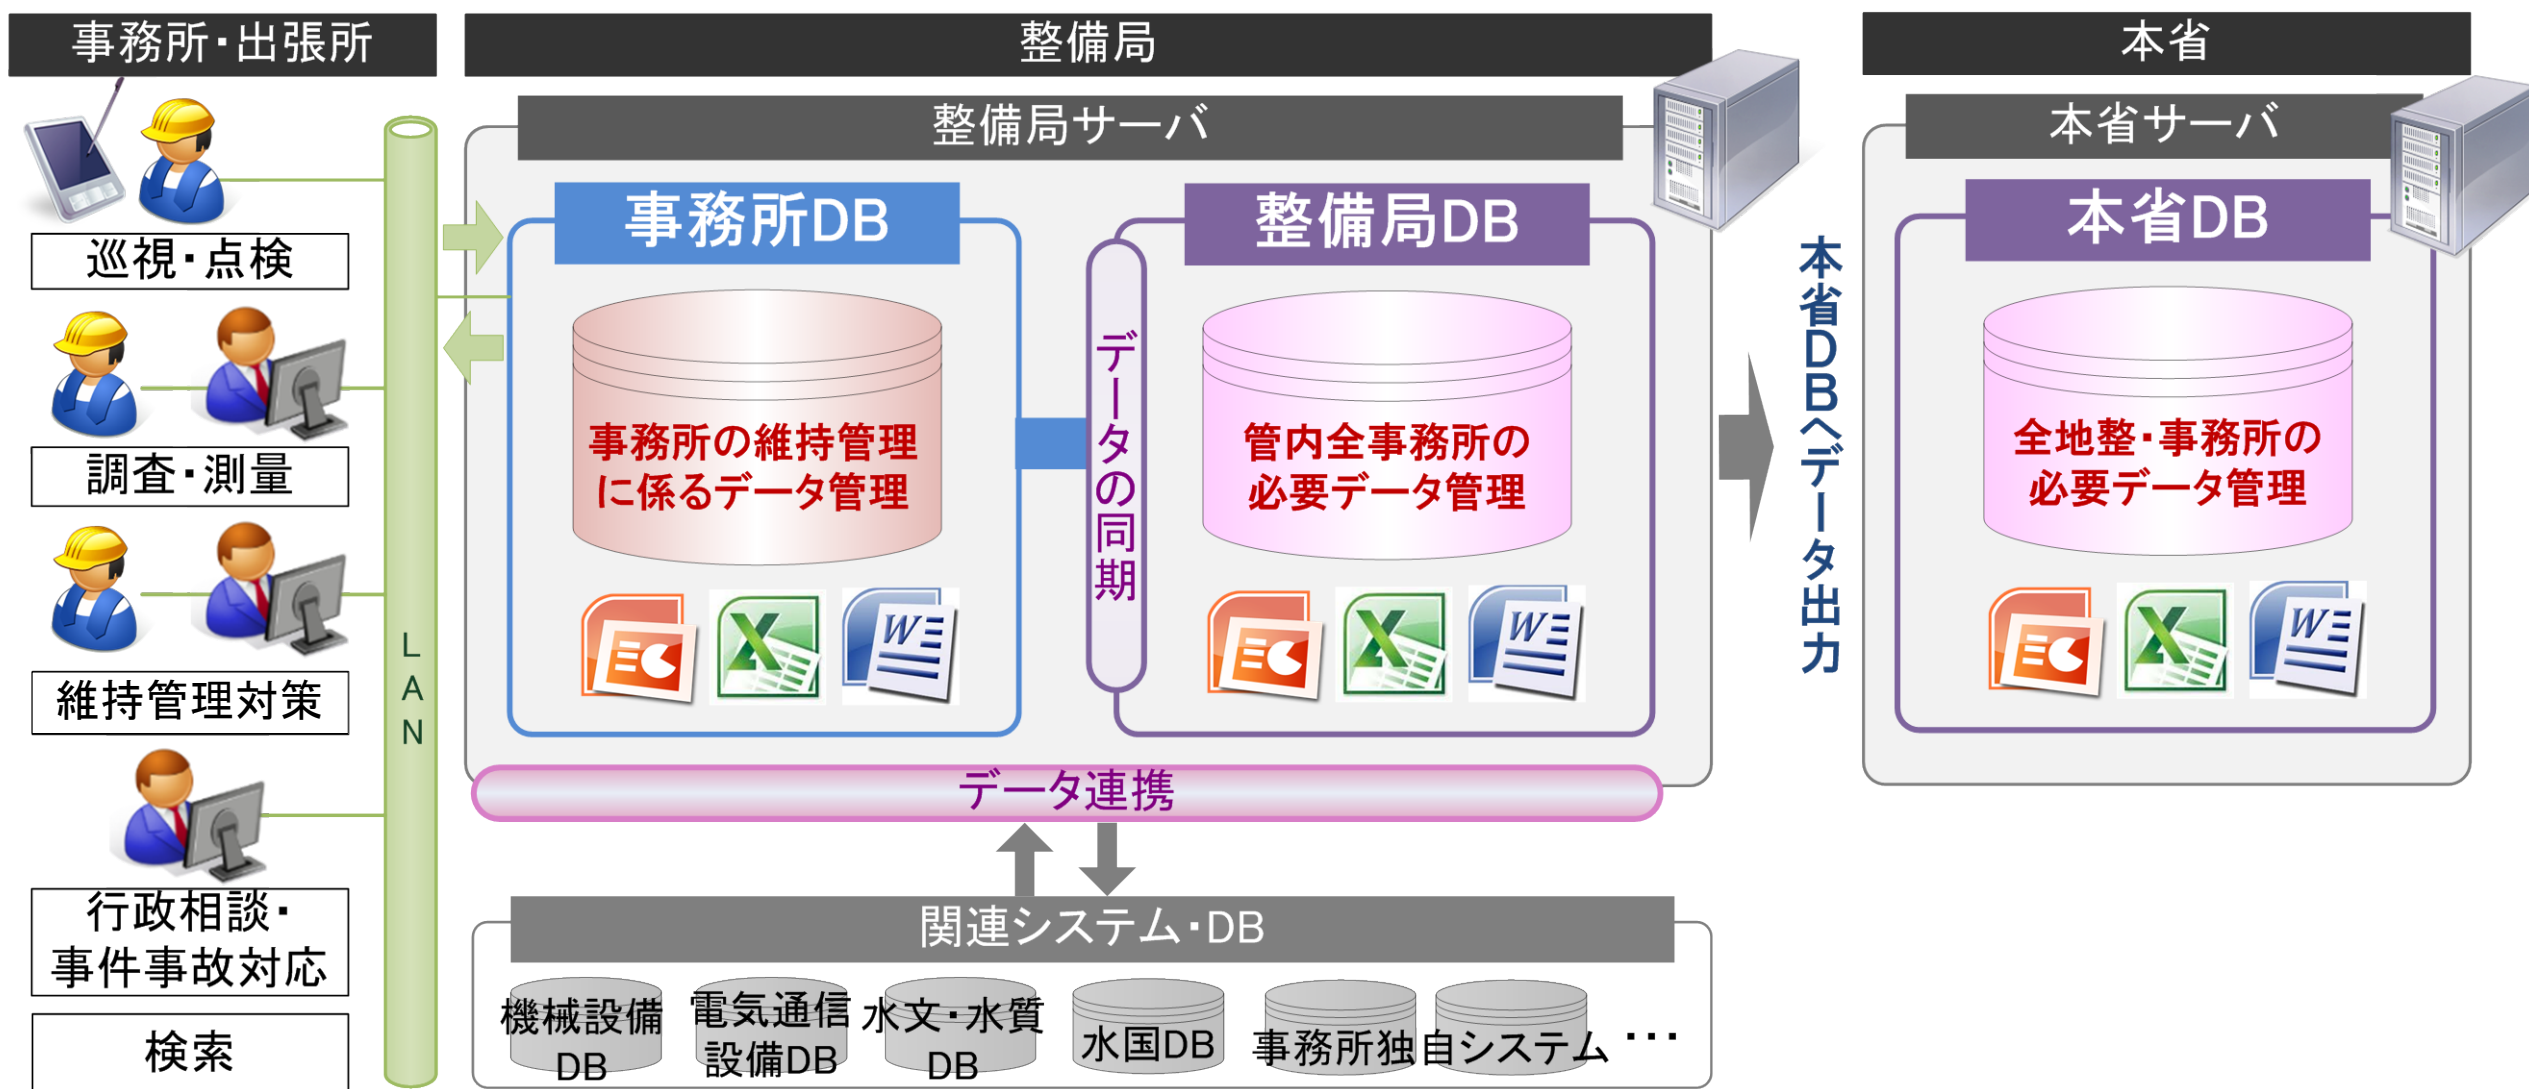 事務所・出張所
巡視・点検
調査・測量
維持管理対策
行政相談・
事件事故対応
検索
LAN
整備局
整備局サーバ
事務所DB
事務所の維持管理
に係るデータ管理
データの同期
整備局DB
管内全事務所の
必要データ管理
データ連携
関連システム・DB
機械設備
DB
電気通信
設備DB
水文・水質
DB
水国DB
事務所独自システム
・・・
本省DBへデータ出力
本省
本省サーバ
本省DB
全地整・事務所の
必要データ管理